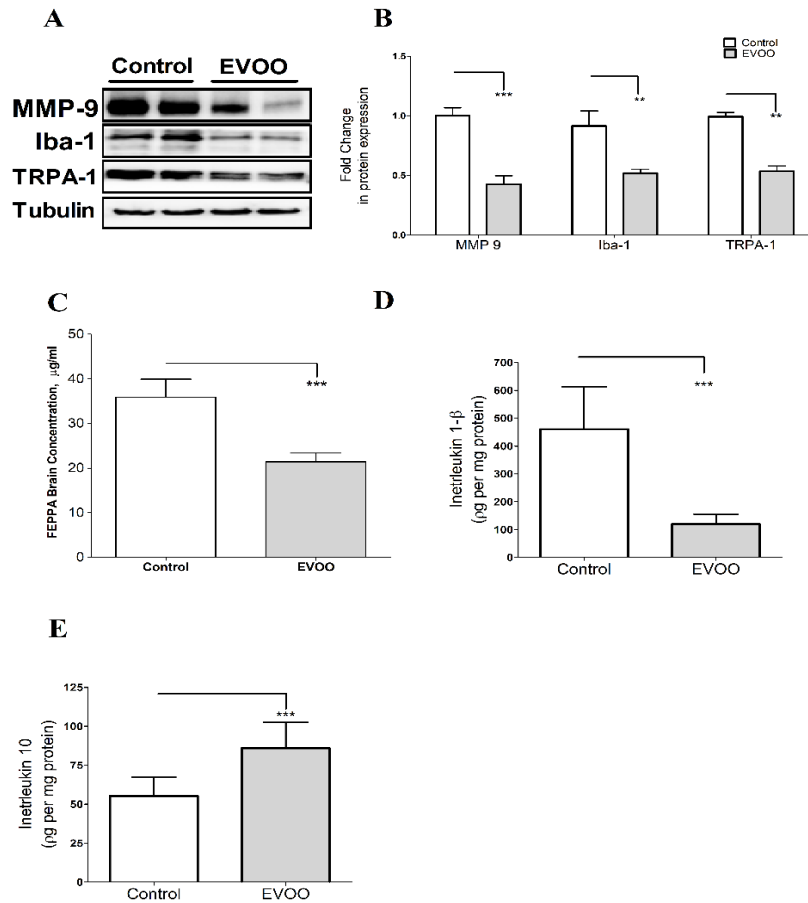 A
Control EVOO
MMP-9
Iba-1
TRPA-1
Tubulin
B
Control
EVOO
Fold Change
in protein expression
1.5
1.0
0.5
0.0
***
**
**
MMP 9 Iba-1 TRPA-1
C
FEPPA Brain Concentration, µg/ml
50
40
30
20
10
0
***
Control EVOO
D
Inetrleukin 1-β
(ρg per mg protein)
700
600
500
400
300
200
100
0
***
Control EVOO
E
Inetrleukin 10
(ρg per mg protein)
125
100
75
50
25
0
***
Control EVOO